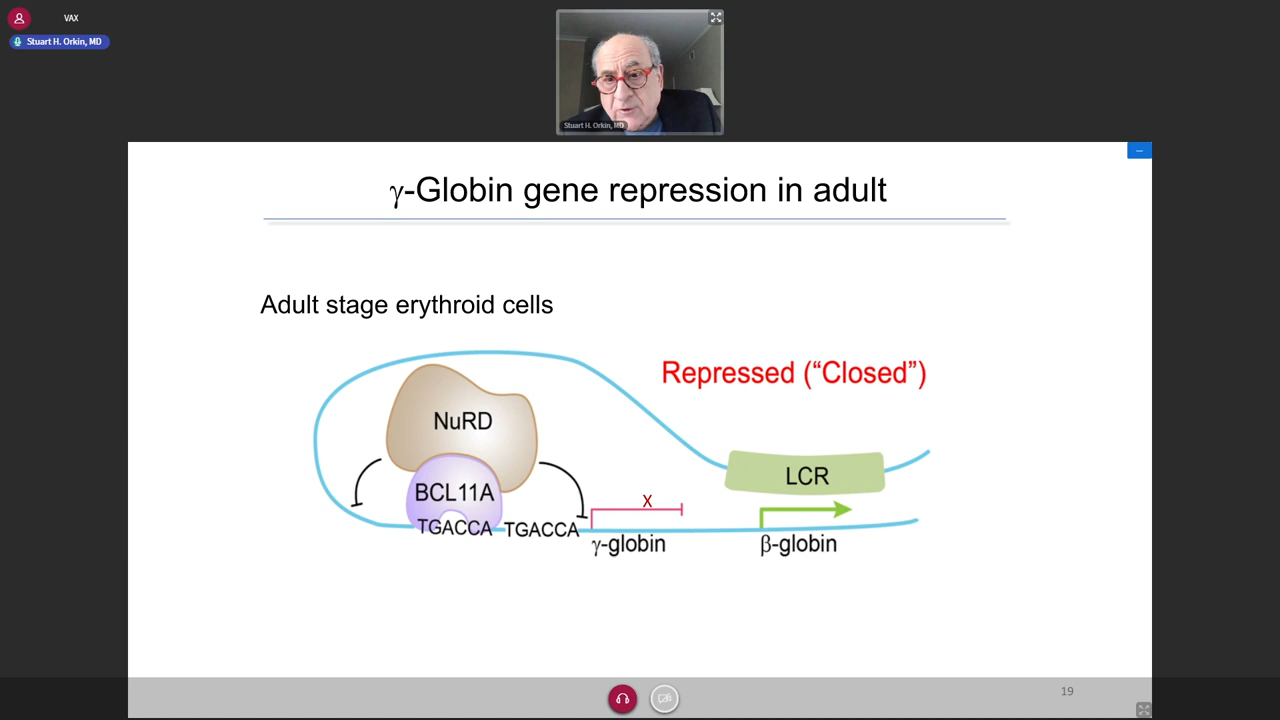 VAX
Stuart H. Orkin, MD
Stuart H. Orkin, MD
γ-Globin gene repression in adult
Adult stage erythroid cells
Repressed (“Closed”)
NuRD
LCR
BCL11A
X
TGACCA TGACCA
γ-globin
β-globin
19